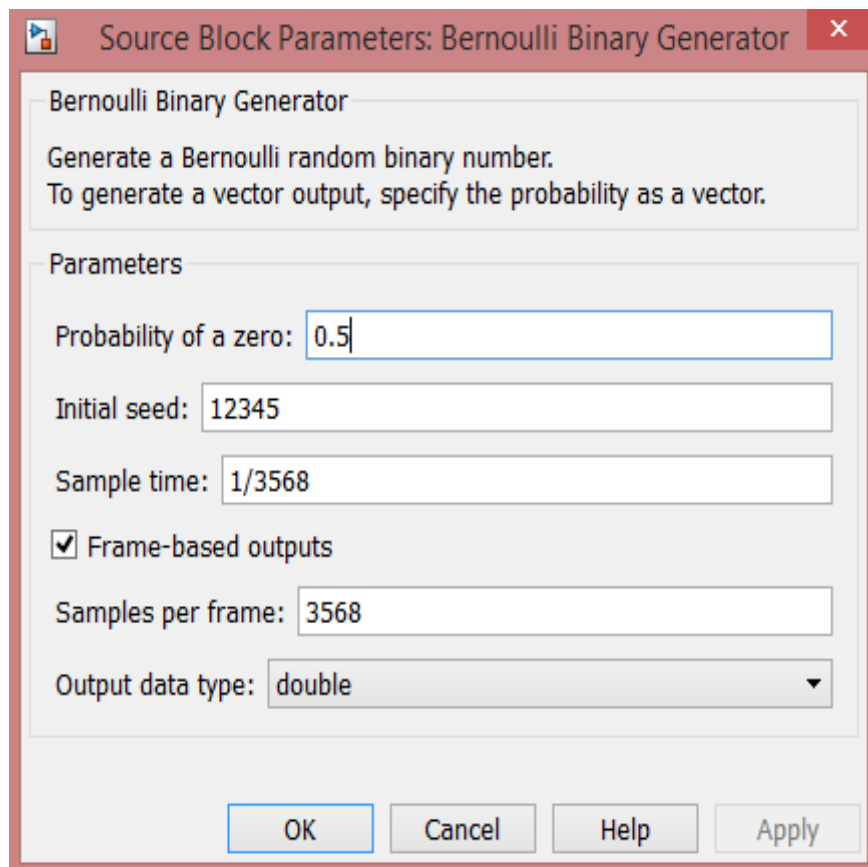 Source Block Parameters: Bernoulli Binary Generator
Bernoulli Binary Generator
Generate a Bernoulli random binary number.
To generate a vector output, specify the probability as a vector.
Parameters
Probability of a zero: 0.5
Initial seed: 12345
Sample time: 1/3568
Frame-based outputs
Samples per frame: 3568
Output data type: double
OK Cancel Help Apply